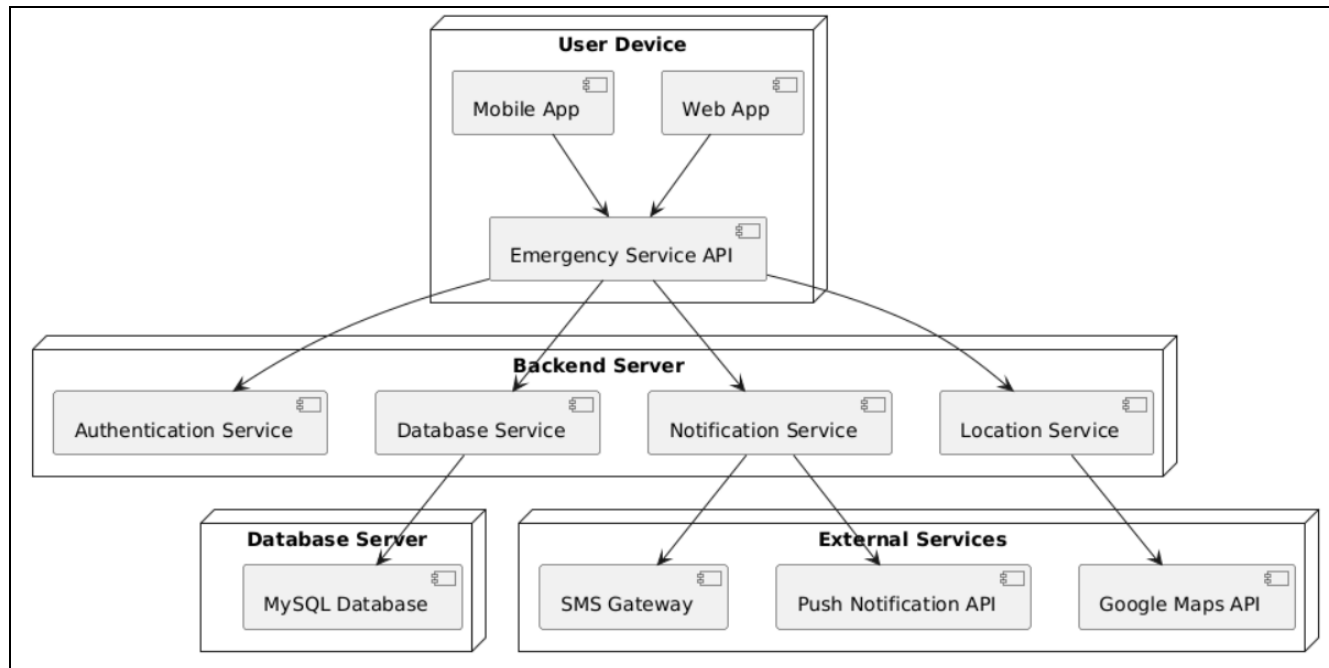 User Device
Mobile App
Web App
Emergency Service API
Backend Server
Authentication Service
Database Service
Notification Service
Location Service
Database Server
External Services
MySQL Database
SMS Gateway
Push Notification API
Google Maps API